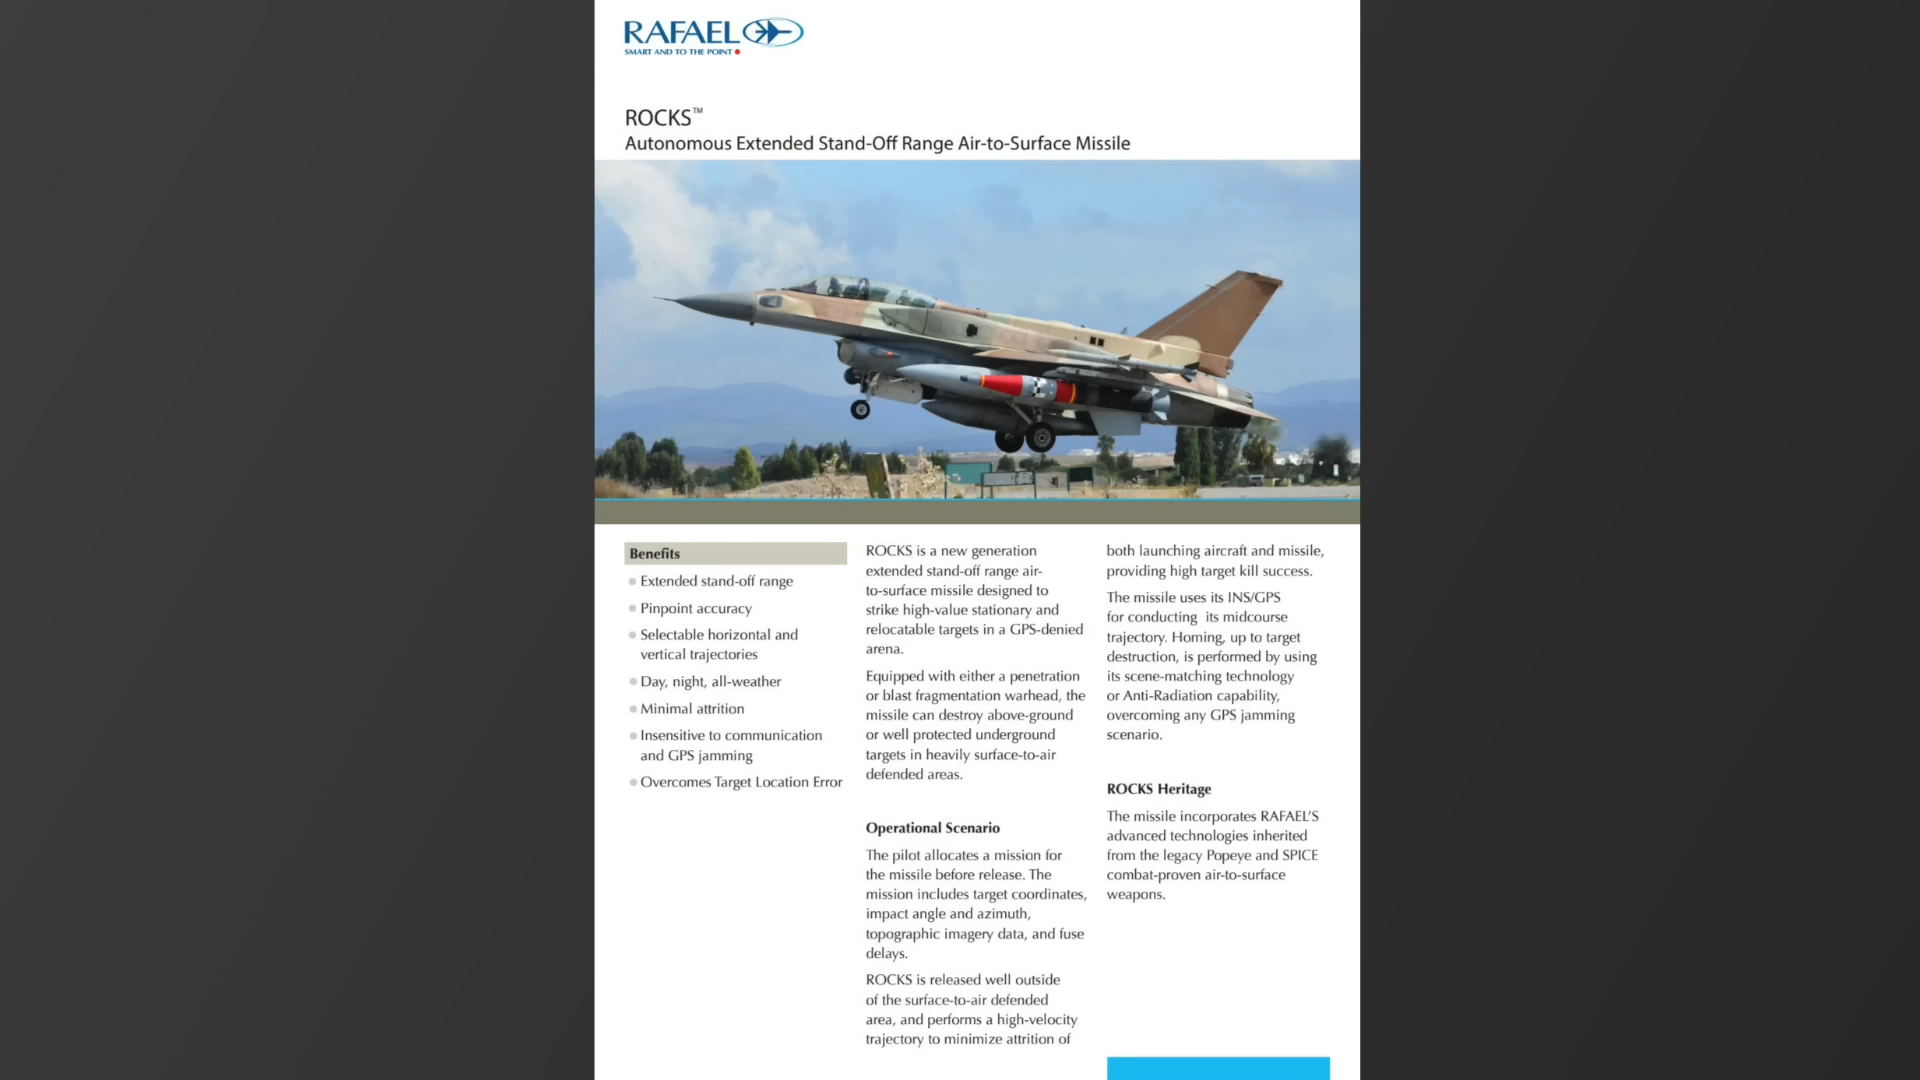 RAFAEL
SMART AND TO THE POINT
ROCKS™
Autonomous Extended Stand-Off Range Air-to-Surface Missile
Benefits
Extended stand-off range
Pinpoint accuracy
Selectable horizontal and
vertical trajectories
Day, night, all-weather
Minimal attrition
Insensitive to communication
and GPS jamming
Overcomes Target Location Error
ROCKS is a new generation
extended stand-off range air-
to-surface missile designed to
strike high-value stationary and
relocatable targets in a GPS-denied
arena.
Equipped with either a penetration
or blast fragmentation warhead, the
missile can destroy above-ground
or well protected underground
targets in heavily surface-to-air
defended areas.
Operational Scenario
The pilot allocates a mission for
the missile before release. The
mission includes target coordinates,
impact angle and azimuth,
topographic imagery data, and fuse
delays.
ROCKS is released well outside
of the surface-to-air defended
area, and performs a high-velocity
trajectory to minimize attrition of
both launching aircraft and missile,
providing high target kill success.
The missile uses its INS/GPS
for conducting its midcourse
trajectory. Homing, up to target
destruction, is performed by using
its scene-matching technology
or Anti-Radiation capability,
overcoming any GPS jamming
scenario.
ROCKS Heritage
The missile incorporates RAFAEL'S
advanced technologies inherited
from the legacy Popeye and SPICE
combat-proven air-to-surface
weapons.